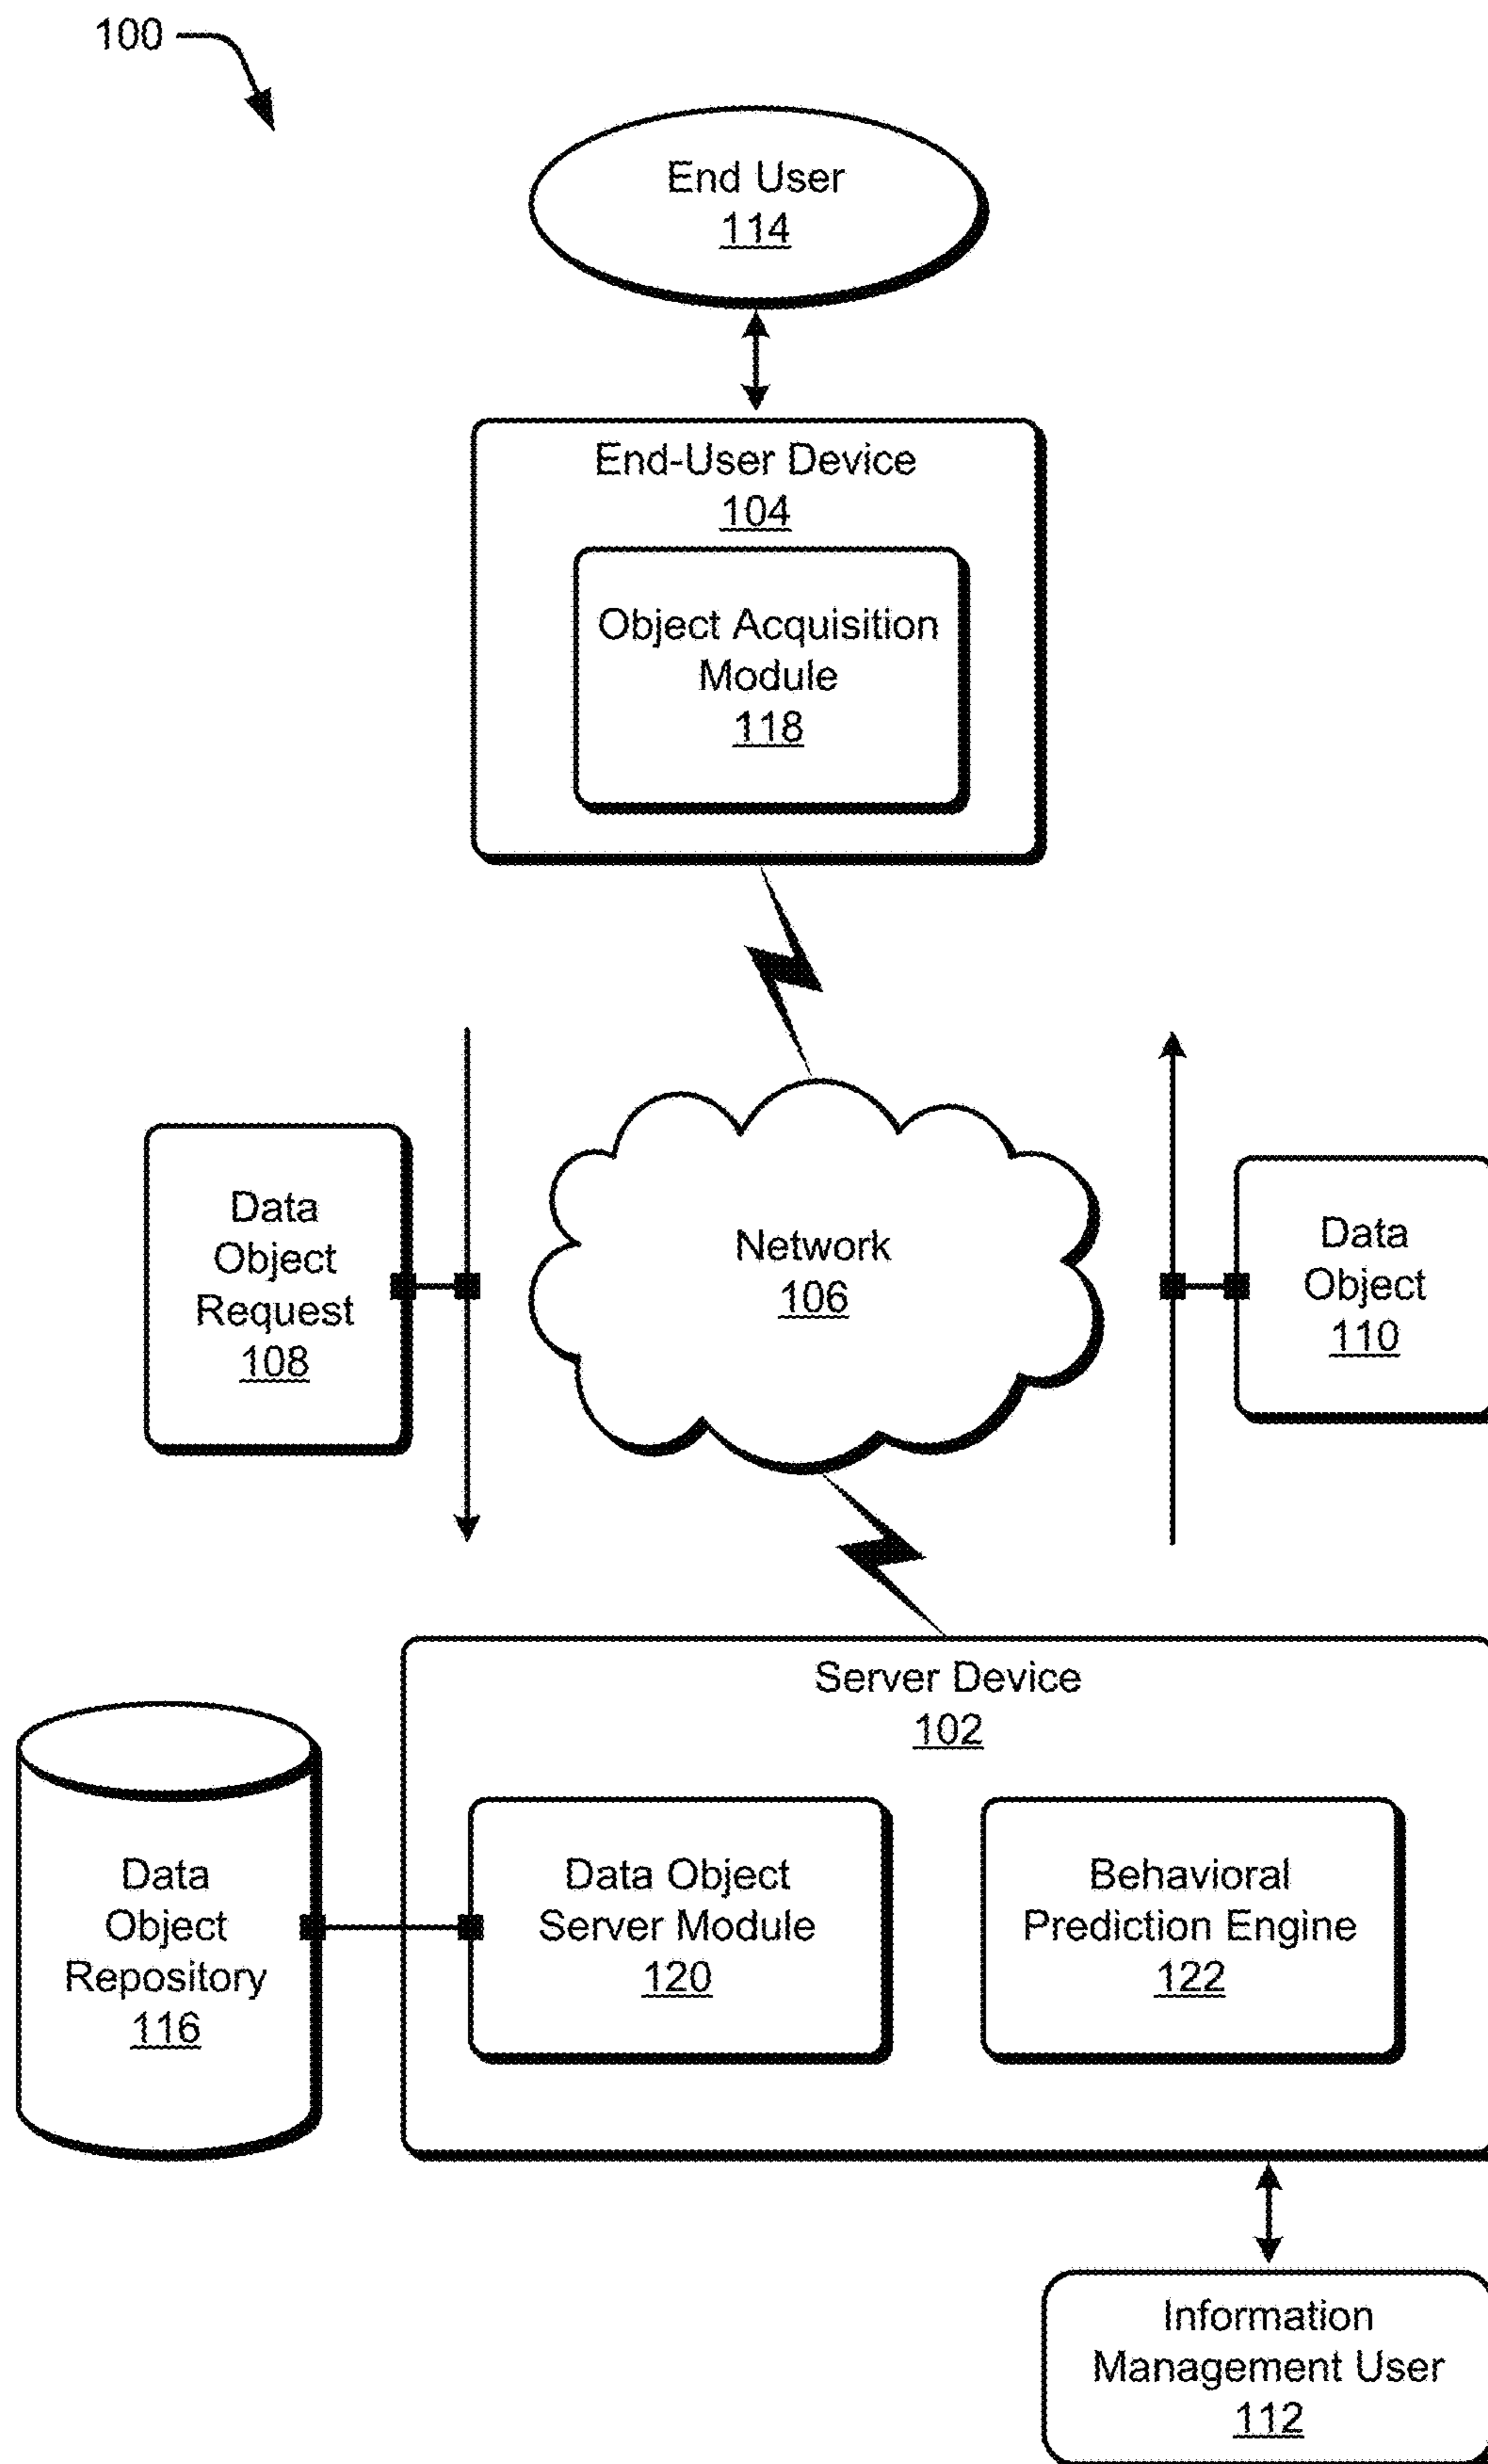 100
End User
114
End-User Device
104
Object Acquisition
Module
118
Data
Object
Request
108
Network
106
Data
Object
110
Server Device
102
Data
Object
Repository
116
Data Object
Server Module
120
Behavioral
Prediction Engine
122
Information
Management User
112